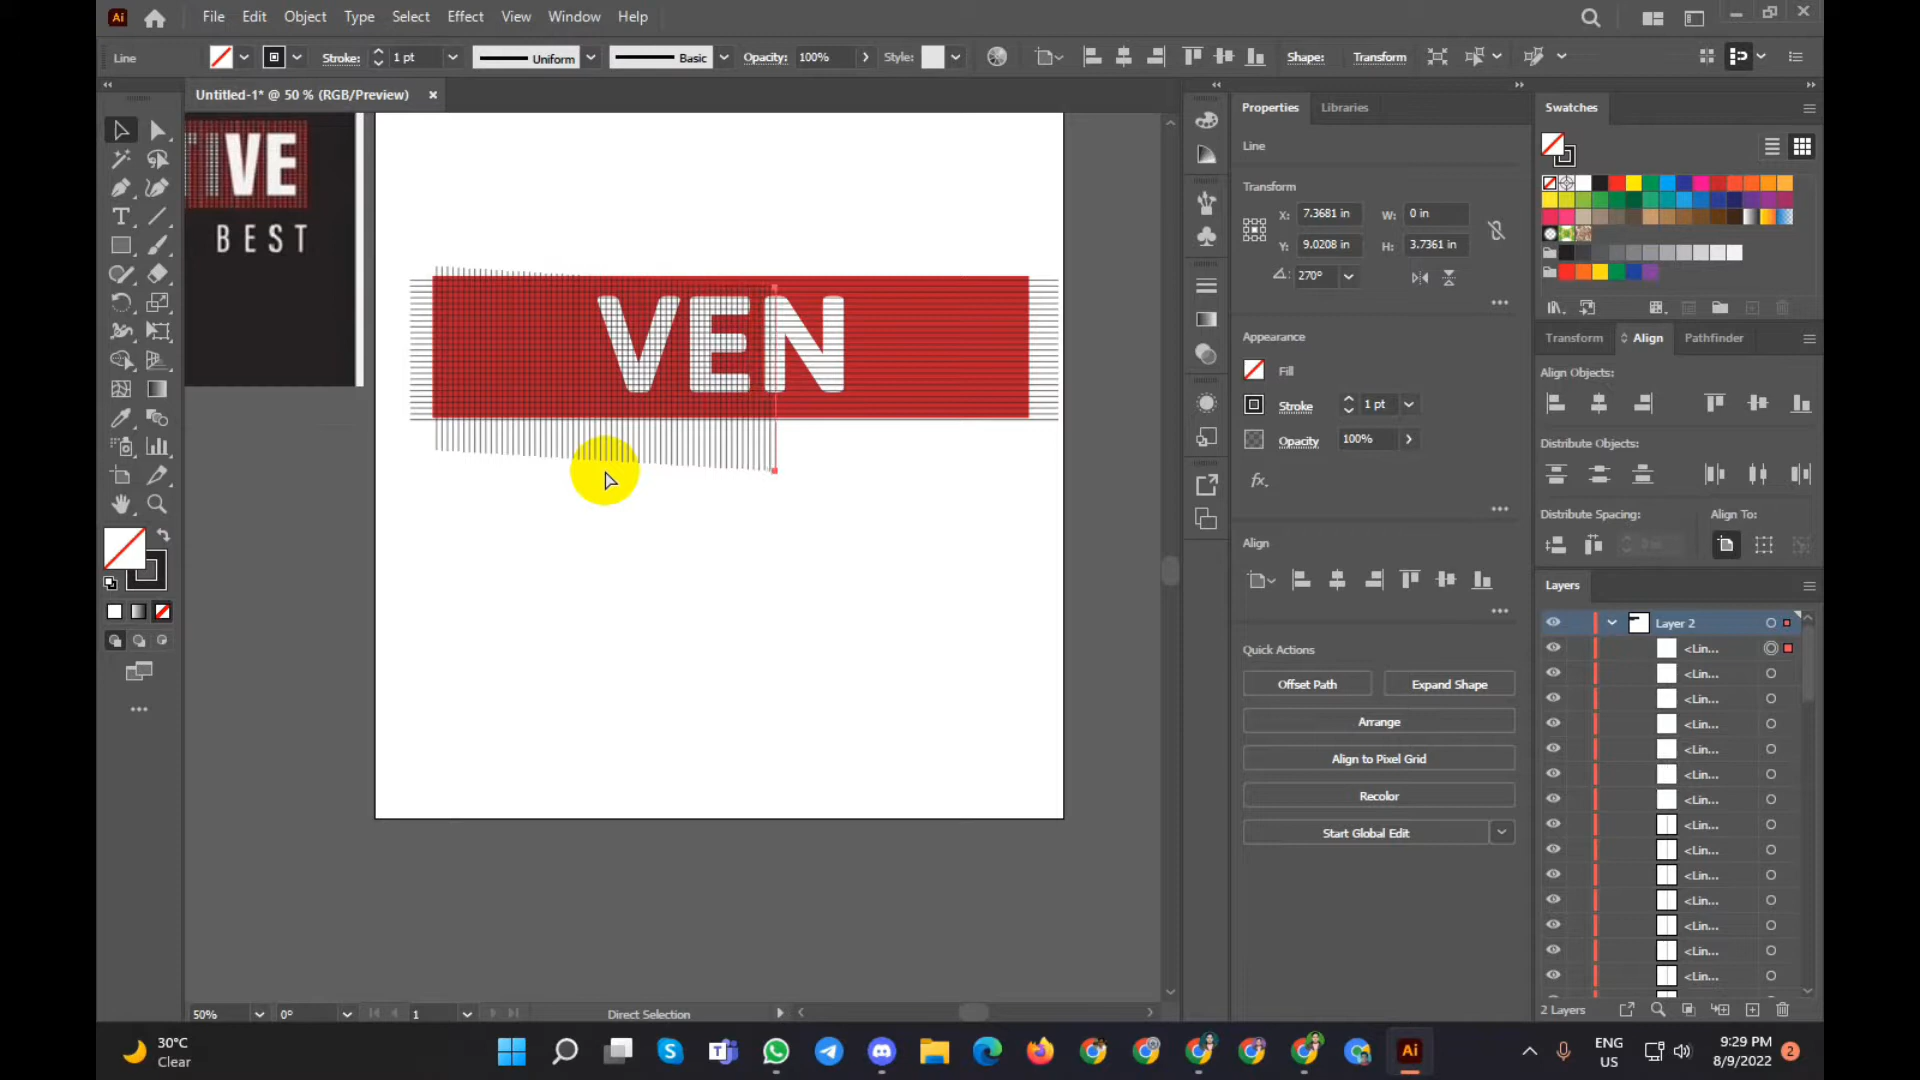 Ai File Edit Object Type Select Effect View Window Help
Line Stroke: 1 pt Uniform Basic Opacity: 100% Style: Shape: Transform
Untitled-1* @ 50 % (RGB/Preview)
Properties Libraries
Swatches
VE
BEST
VEN
Line
Transform
X: 7.3681 in W: 0 in
Y: 9.0208 in H: 3.7361 in
270°
Appearance
Fill
Stroke 1 pt
Opacity 100%
fx.
Align
Quick Actions
Offset Path Expand Shape
Arrange
Align to Pixel Grid
Recolor
Start Global Edit
Transform Align Pathfinder
Align Objects:
Distribute Objects:
Distribute Spacing: Align To:
Layers
Layer 2
<Lin...
<Lin...
<Lin...
<Lin...
<Lin...
<Lin...
<Lin...
<Lin...
<Lin...
<Lin...
<Lin...
<Lin...
<Lin...
<Lin...
2 Layers
50% 0° 1 Direct Selection
30°C
Clear
Ai
ENG
US
9:29 PM
8/9/2022
2